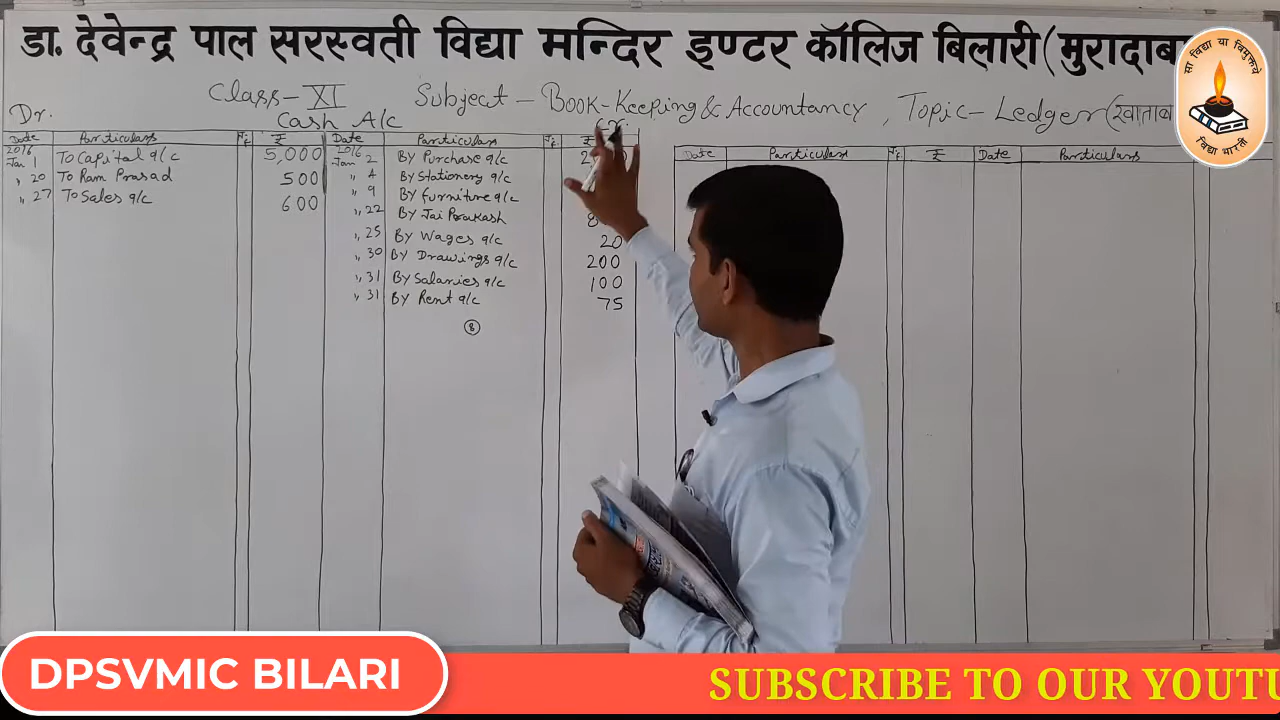 डा. देवेन्द्र पाल सरस्वती विद्या मन्दिर इण्टर कॉलिज बिलारी (मुरादाबा
सा विद्या या विमुक्तये
विद्या भारती
Class-XI Subject - Book-Keeping & Accountancy, Topic- Ledger (खाताब
Dr. Cash A/c Cr.
Date Particulars J.F. ₹ Date Particulars J.F. ₹
2016 Jan 1 To Capital a/c 5,000 2016 Jan 2 By Purchase a/c
,, 20 To Ram Prasad 500 ,, 4 By Stationery a/c
,, 27 To Sales a/c 600 ,, 9 By Furniture a/c
,, 22 By Jai Prakash
,, 25 By Wages a/c 20
,, 30 By Drawings a/c 200
,, 31 By Salaries a/c 100
,, 31 By Rent a/c 75
8
Date Particulars J.F. ₹ Date Particulars
DPSVMIC BILARI
SUBSCRIBE TO OUR YOUTU